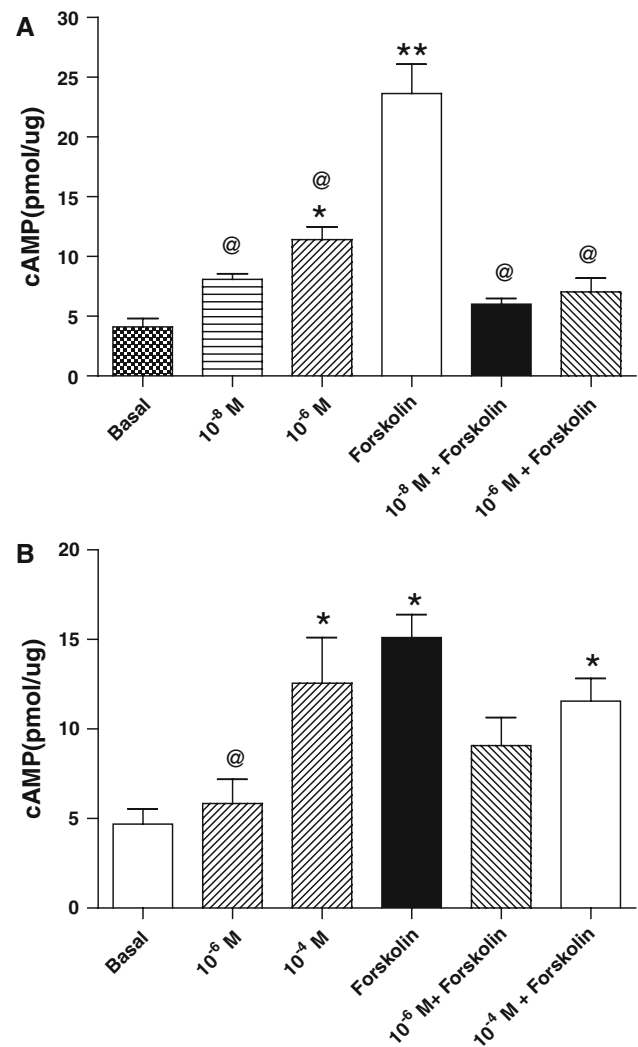 A
30
25
20
15
10
5
0
cAMP(pmol/ug)
@
@
*
**
@
@
Basal
10⁻⁸ M
10⁻⁶ M
Forskolin
10⁻⁸ M + Forskolin
10⁻⁶ M + Forskolin
B
20
15
10
5
0
cAMP(pmol/ug)
@
*
*
*
Basal
10⁻⁶ M
10⁻⁴ M
Forskolin
10⁻⁶ M+ Forskolin
10⁻⁴ M + Forskolin